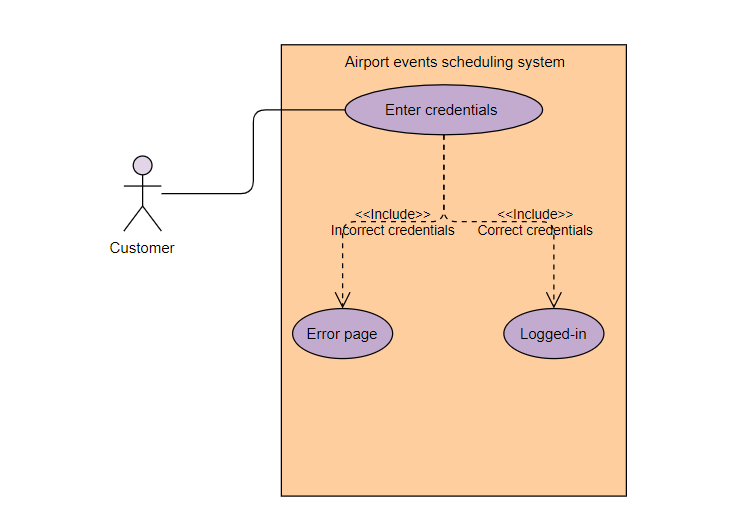 Airport events scheduling system
Enter credentials
<<Include>>
Incorrect credentials
<<Include>>
Correct credentials
Customer
Error page
Logged-in